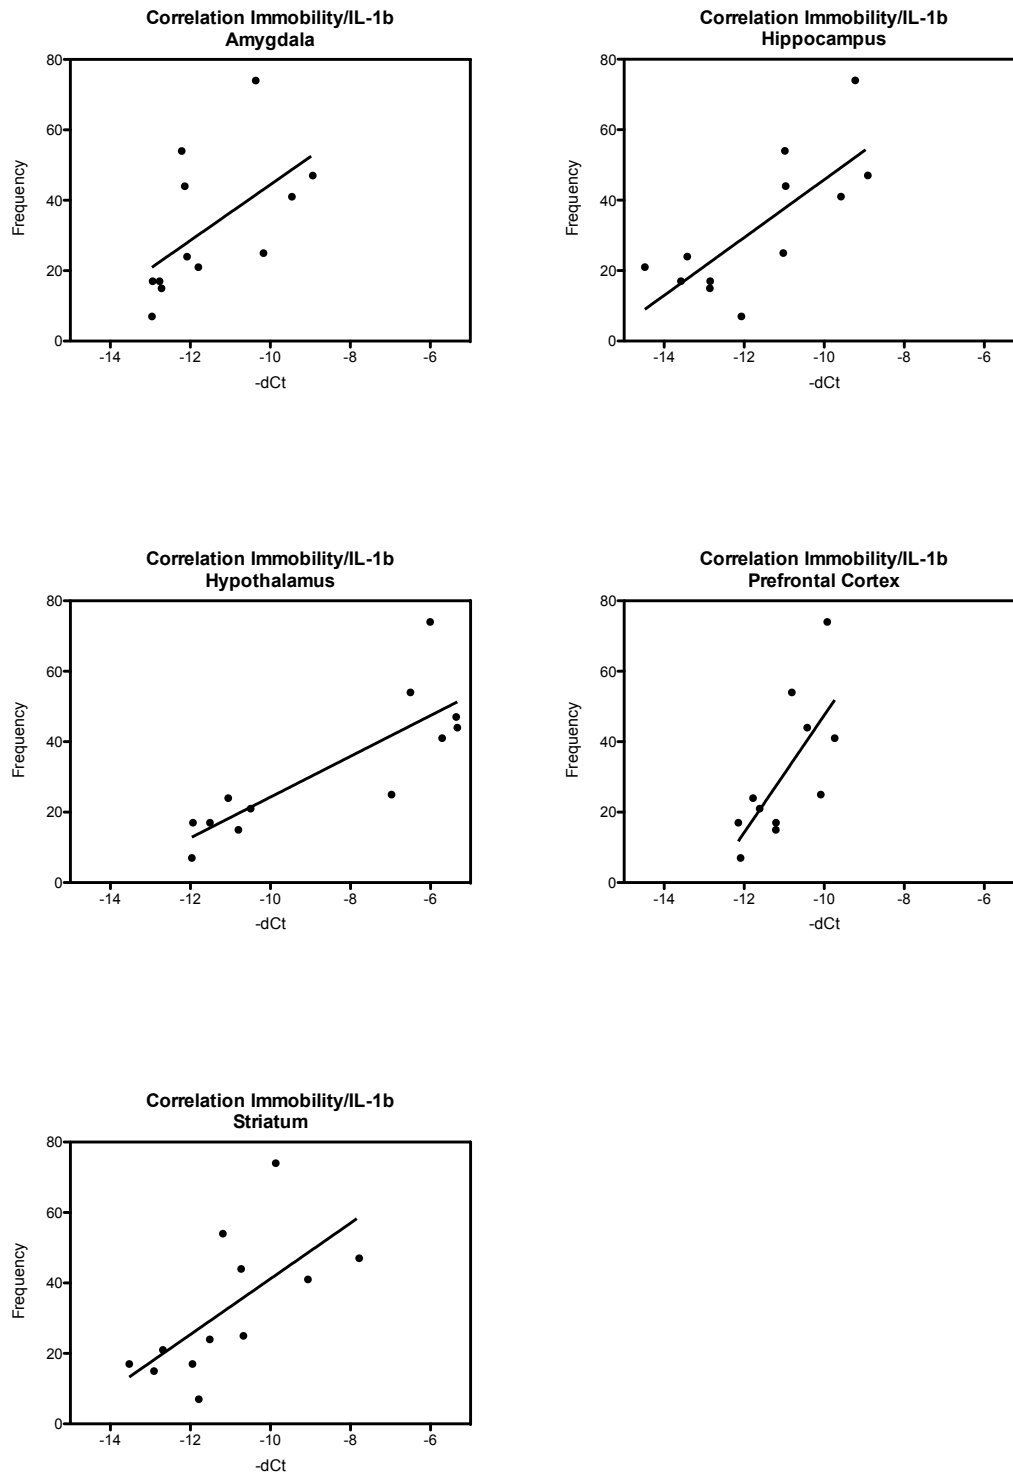 Correlation Immobility/IL-1b
Amygdala
80
60
40
20
0
Frequency
-14 -12 -10 -8 -6
-dCt
Correlation Immobility/IL-1b
Hippocampus
80
60
40
20
0
Frequency
-14 -12 -10 -8 -6
-dCt
Correlation Immobility/IL-1b
Hypothalamus
80
60
40
20
0
Frequency
-14 -12 -10 -8 -6
-dCt
Correlation Immobility/IL-1b
Prefrontal Cortex
80
60
40
20
0
Frequency
-14 -12 -10 -8 -6
-dCt
Correlation Immobility/IL-1b
Striatum
80
60
40
20
0
Frequency
-14 -12 -10 -8 -6
-dCt